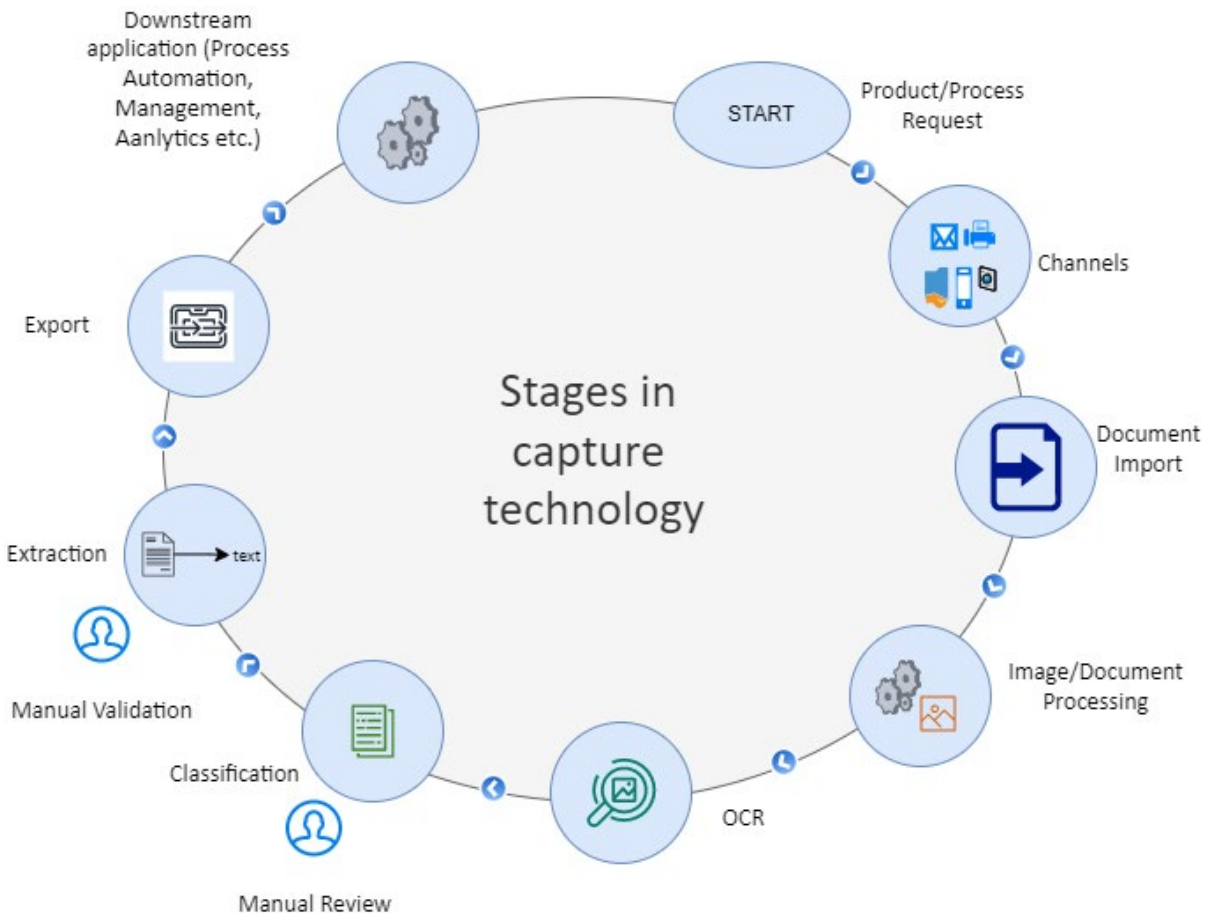 Downstream
application (Process
Automation,
Management,
Aanlytics etc.)
START
Product/Process
Request
Channels
Document
Import
Image/Document
Processing
OCR
Classification
Manual Review
Extraction
text
Manual Validation
Export
Stages in
capture
technology